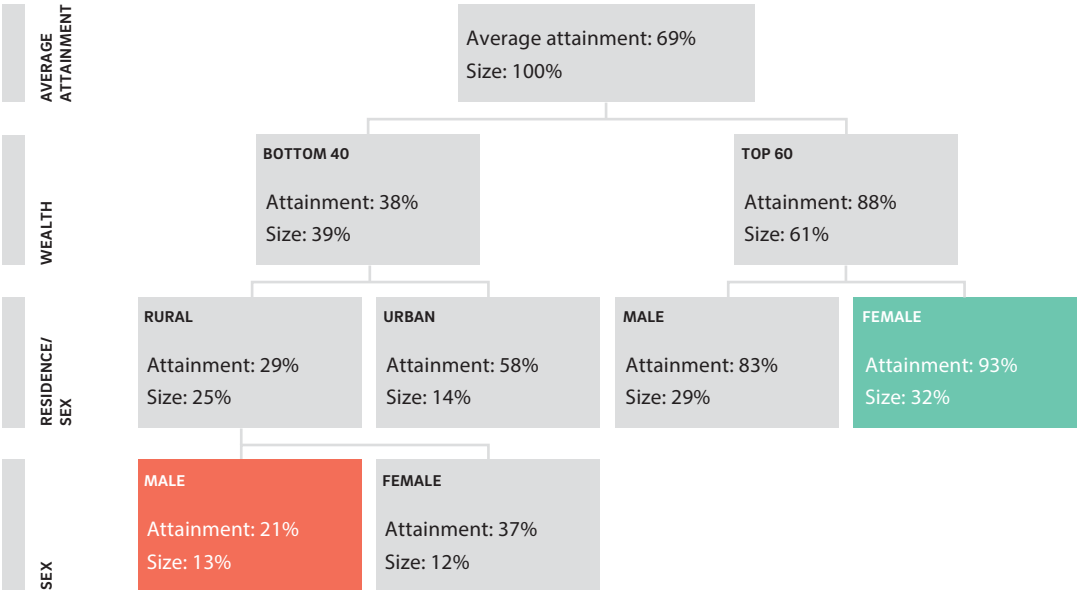 AVERAGE
ATTAINMENT
Average attainment: 69%
Size: 100%
WEALTH
BOTTOM 40
Attainment: 38%
Size: 39%
TOP 60
Attainment: 88%
Size: 61%
RESIDENCE/
SEX
RURAL
Attainment: 29%
Size: 25%
URBAN
Attainment: 58%
Size: 14%
MALE
Attainment: 83%
Size: 29%
FEMALE
Attainment: 93%
Size: 32%
SEX
MALE
Attainment: 21%
Size: 13%
FEMALE
Attainment: 37%
Size: 12%